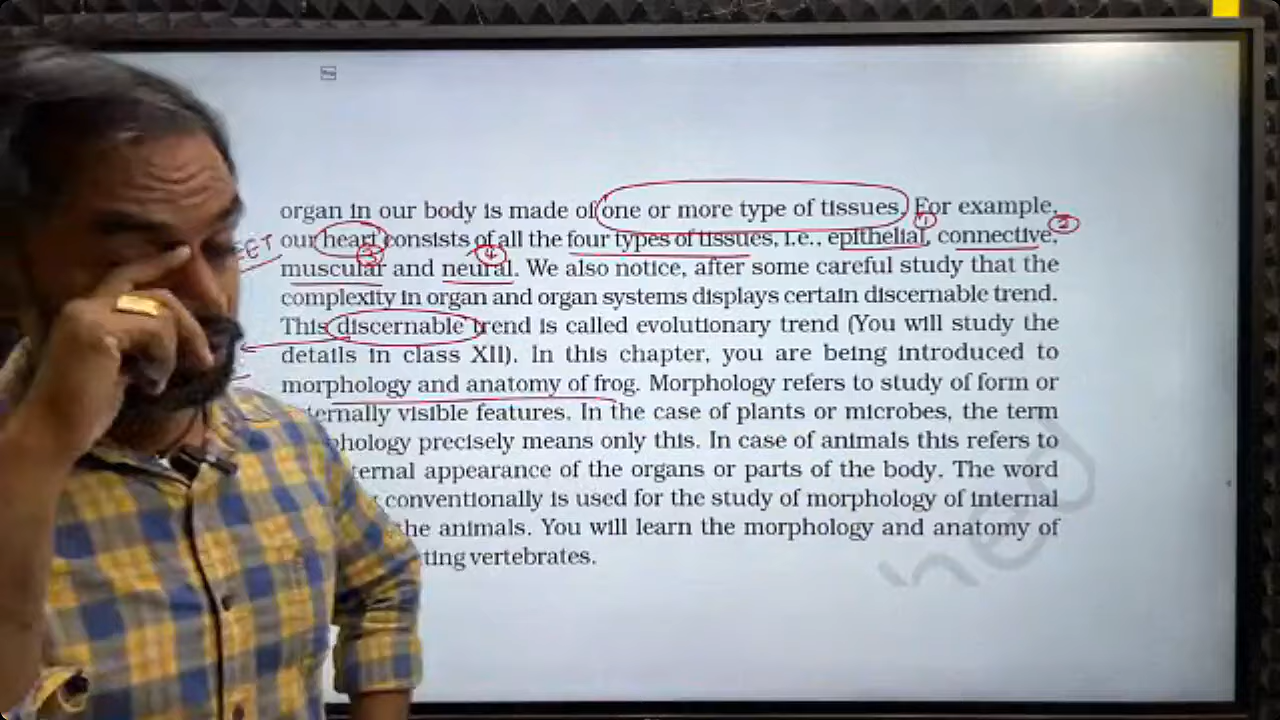 organ in our body is made of one or more type of tissues. For example,
our heart consists of all the four types of tissues, i.e., epithelial, connective,
muscular and neural. We also notice, after some careful study that the
complexity in organ and organ systems displays certain discernable trend.
This discernable trend is called evolutionary trend (You will study the
details in class XII). In this chapter, you are being introduced to
morphology and anatomy of frog. Morphology refers to study of form or
visible features. In the case of plants or microbes, the term
precisely means only this. In case of animals this refers to
appearance of the organs or parts of the body. The word
conventionally is used for the study of morphology of internal
the animals. You will learn the morphology and anatomy of
vertebrates.
1
2
3
4